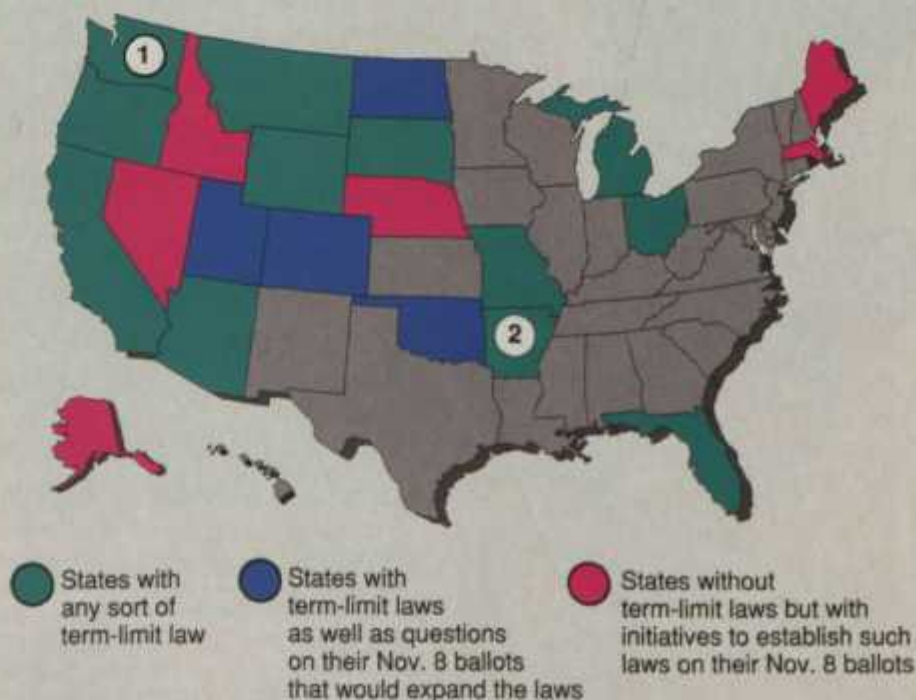 1
2
States with
any sort of
term-limit law
States with
term-limit laws
as well as questions
on their Nov. 8 ballots
that would expand the laws
States without
term-limit laws but with
initiatives to establish such
laws on their Nov. 8 ballots